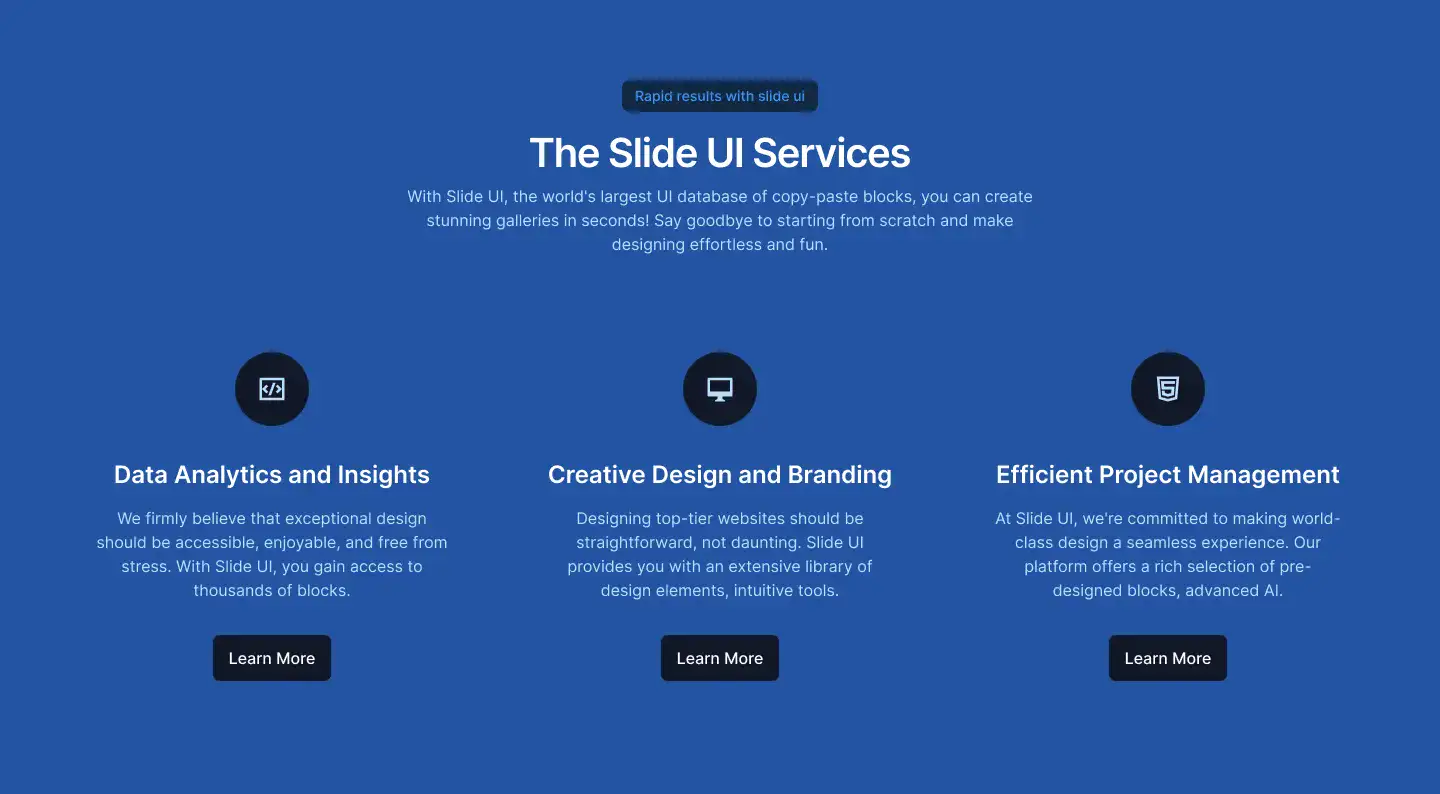 Rapid results with slide ui
The Slide UI Services
With Slide UI, the world's largest UI database of copy-paste blocks, you can create
stunning galleries in seconds! Say goodbye to starting from scratch and make
designing effortless and fun.
Data Analytics and Insights
We firmly believe that exceptional design
should be accessible, enjoyable, and free from
stress. With Slide UI, you gain access to
thousands of blocks.
Learn More
Creative Design and Branding
Designing top-tier websites should be
straightforward, not daunting. Slide UI
provides you with an extensive library of
design elements, intuitive tools.
Learn More
Efficient Project Management
At Slide UI, we're committed to making world-
class design a seamless experience. Our
platform offers a rich selection of pre-
designed blocks, advanced AI.
Learn More